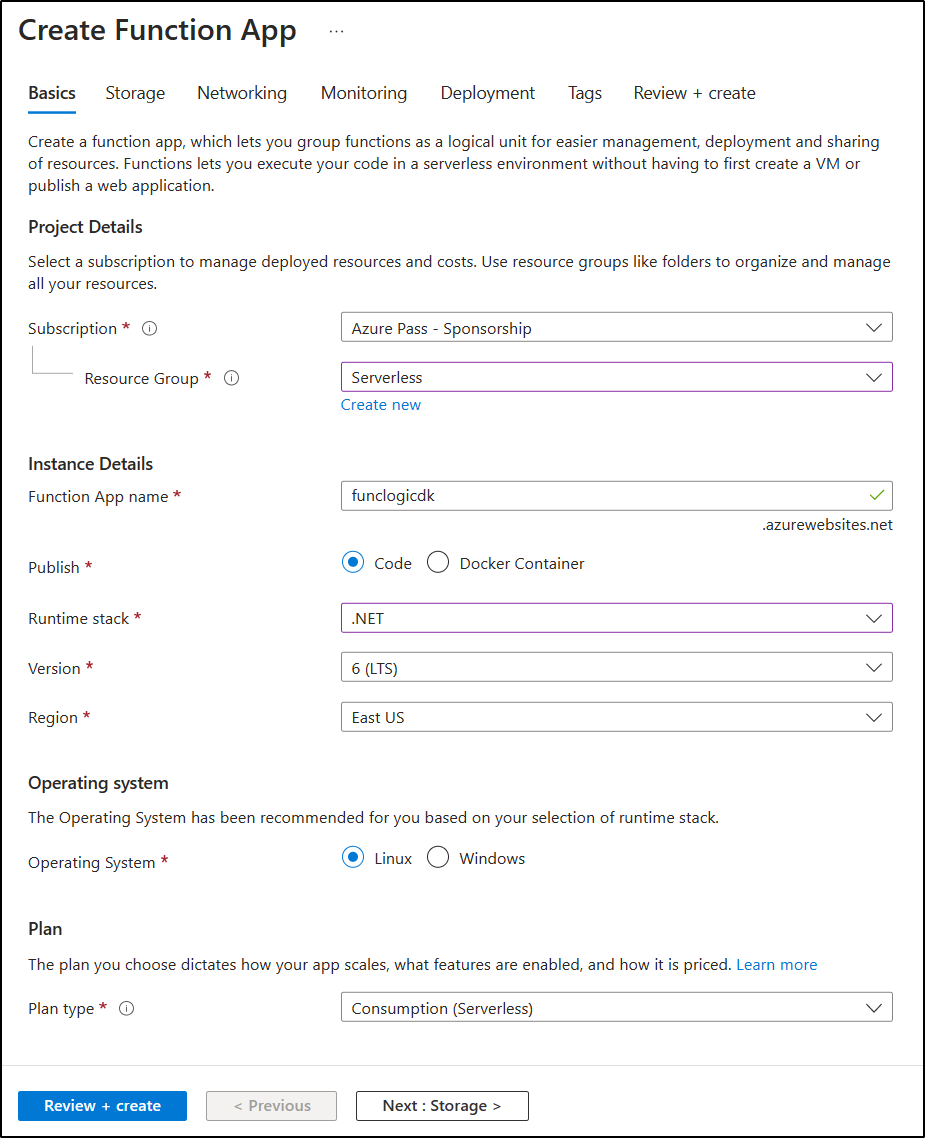 Create Function App ...
Basics Storage Networking Monitoring Deployment Tags Review + create
Create a function app, which lets you group functions as a logical unit for easier management, deployment and sharing
of resources. Functions lets you execute your code in a serverless environment without having to first create a VM or
publish a web application.
Project Details
Select a subscription to manage deployed resources and costs. Use resource groups like folders to organize and manage
all your resources.
Subscription * Azure Pass - Sponsorship
Resource Group * Serverless
Create new
Instance Details
Function App name * funclogicdk
.azurewebsites.net
Publish * Code Docker Container
Runtime stack * .NET
Version * 6 (LTS)
Region * East US
Operating system
The Operating System has been recommended for you based on your selection of runtime stack.
Operating System * Linux Windows
Plan
The plan you choose dictates how your app scales, what features are enabled, and how it is priced. Learn more
Plan type * Consumption (Serverless)
Review + create < Previous Next : Storage >